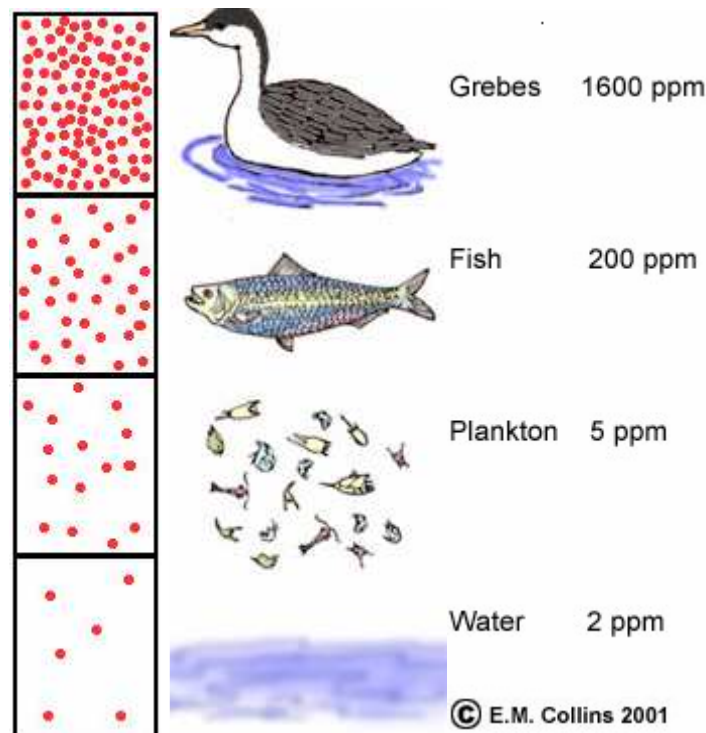 Grebes 1600 ppm
Fish 200 ppm
Plankton 5 ppm
Water 2 ppm
© E.M. Collins 2001